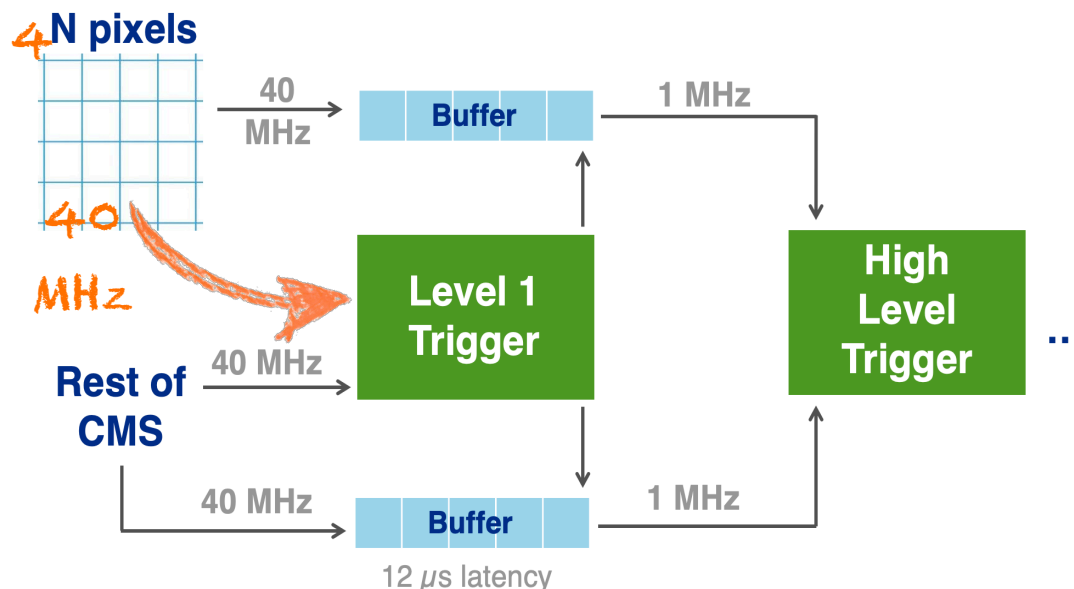 4N pixels
40
MHz
Buffer
1 MHz
40
MHz
Level 1
Trigger
High
Level
Trigger
..
40 MHz
Rest of
CMS
40 MHz
Buffer
1 MHz
12 μs latency